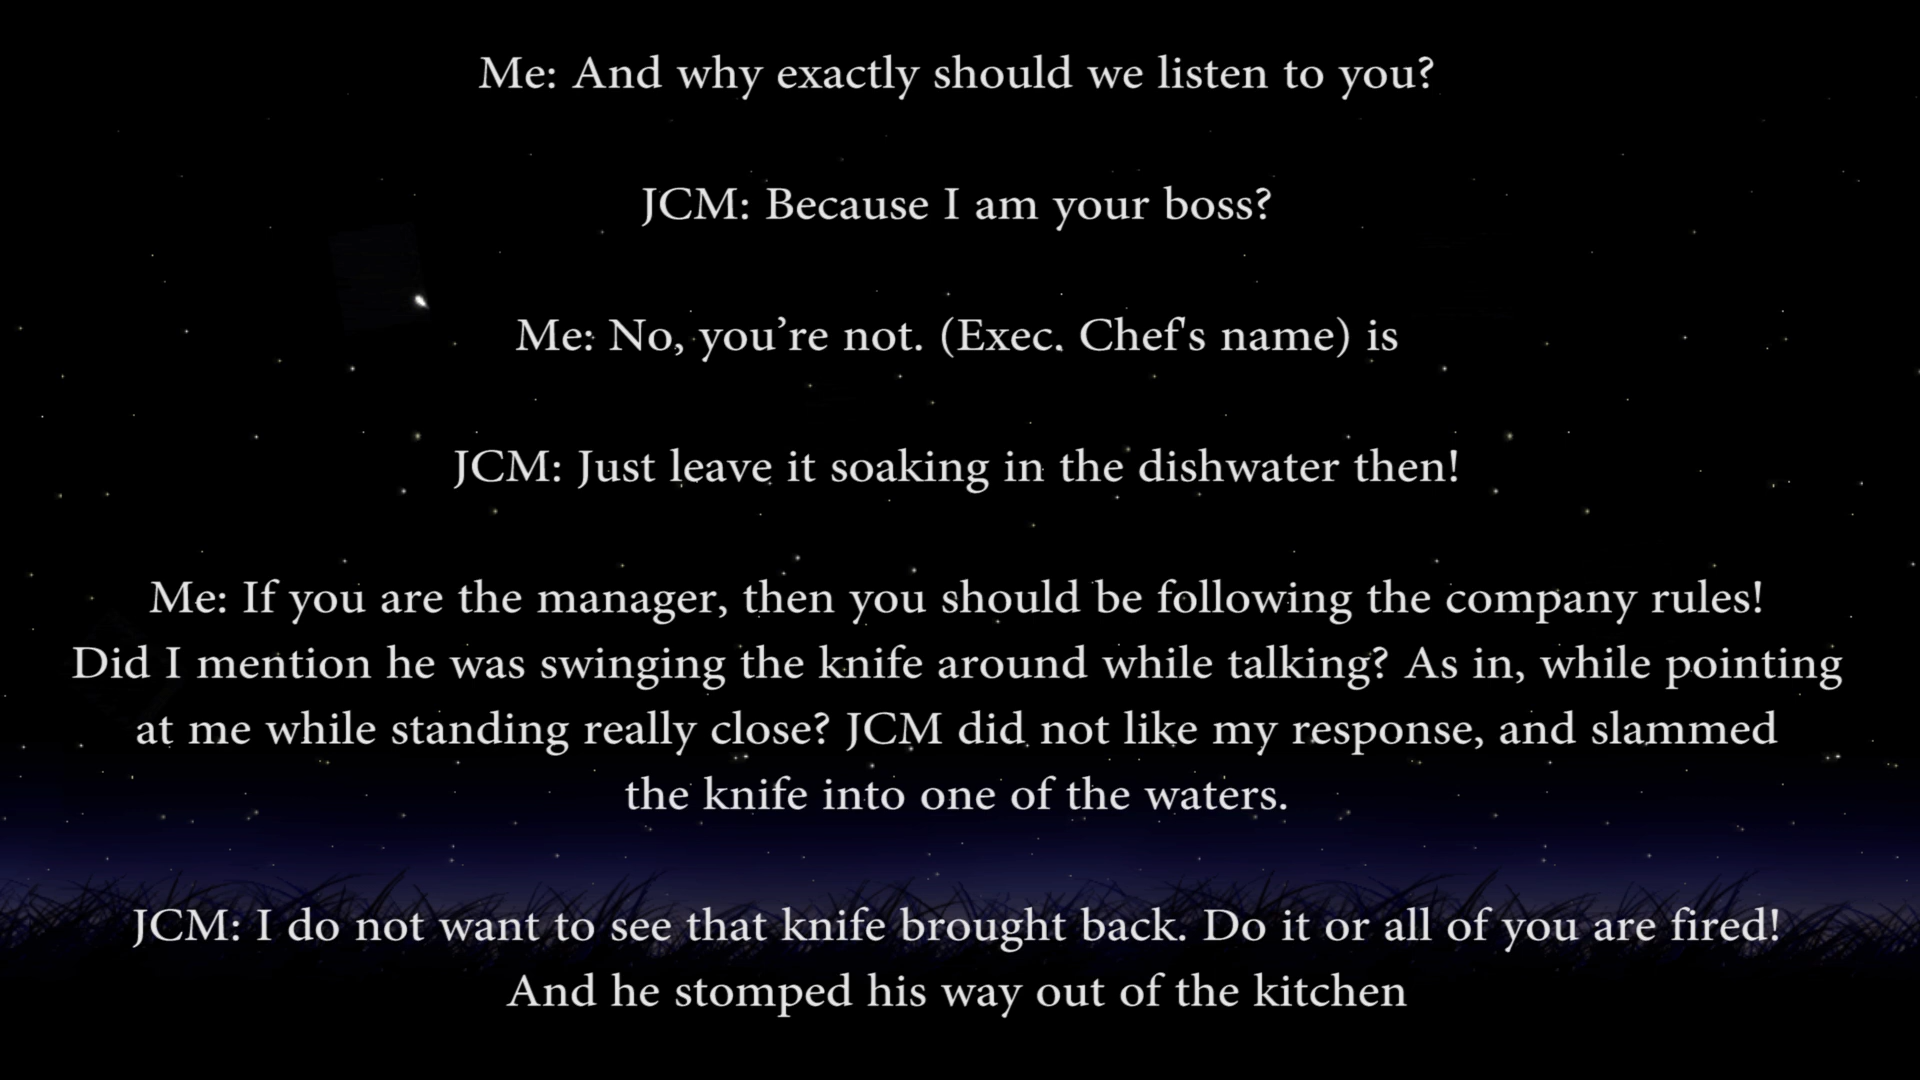 Me: And why exactly should we listen to you?
JCM: Because I am your boss?
Me: No, you’re not. (Exec. Chef's name) is
JCM: Just leave it soaking in the dishwater then!
Me: If you are the manager, then you should be following the company rules!
Did I mention he was swinging the knife around while talking? As in, while pointing
at me while standing really close? JCM did not like my response, and slammed
the knife into one of the waters.
JCM: I do not want to see that knife brought back. Do it or all of you are fired!
And he stomped his way out of the kitchen